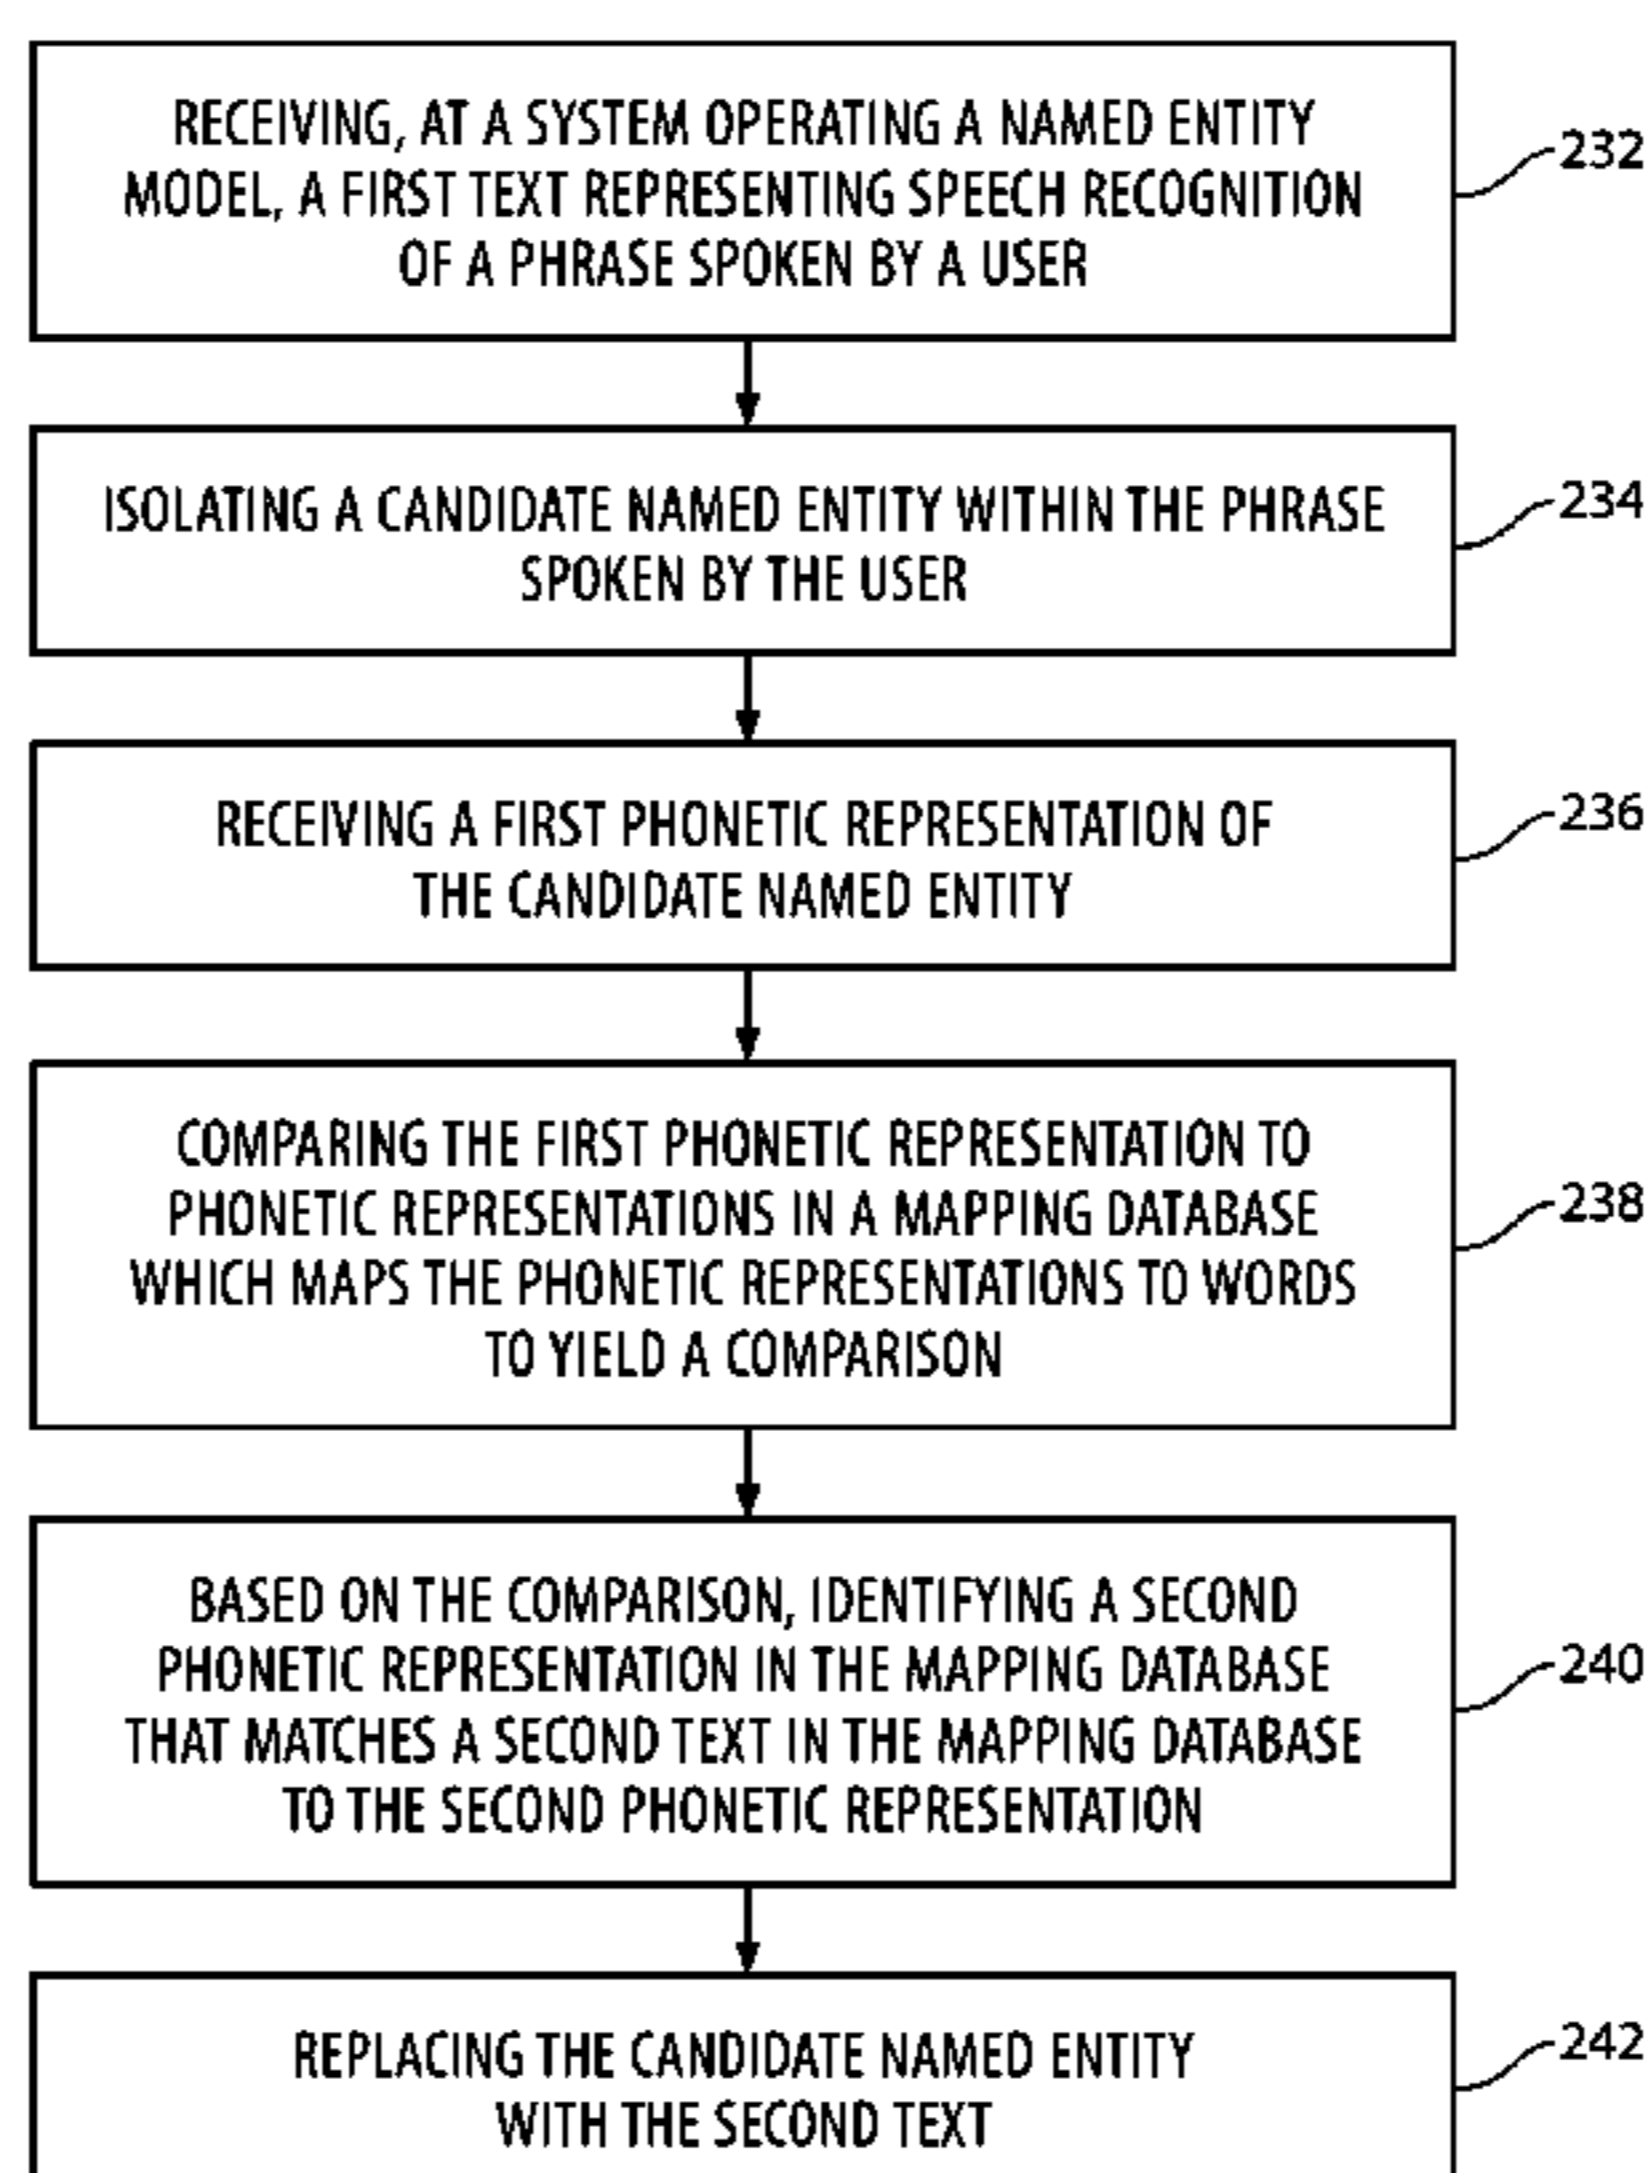 RECEIVING, AT A SYSTEM OPERATING A NAMED ENTITY
MODEL, A FIRST TEXT REPRESENTING SPEECH RECOGNITION
OF A PHRASE SPOKEN BY A USER
232
ISOLATING A CANDIDATE NAMED ENTITY WITHIN THE PHRASE
SPOKEN BY THE USER
234
RECEIVING A FIRST PHONETIC REPRESENTATION OF
THE CANDIDATE NAMED ENTITY
236
COMPARING THE FIRST PHONETIC REPRESENTATION TO
PHONETIC REPRESENTATIONS IN A MAPPING DATABASE
WHICH MAPS THE PHONETIC REPRESENTATIONS TO WORDS
TO YIELD A COMPARISON
238
BASED ON THE COMPARISON, IDENTIFYING A SECOND
PHONETIC REPRESENTATION IN THE MAPPING DATABASE
THAT MATCHES A SECOND TEXT IN THE MAPPING DATABASE
TO THE SECOND PHONETIC REPRESENTATION
240
REPLACING THE CANDIDATE NAMED ENTITY
WITH THE SECOND TEXT
242